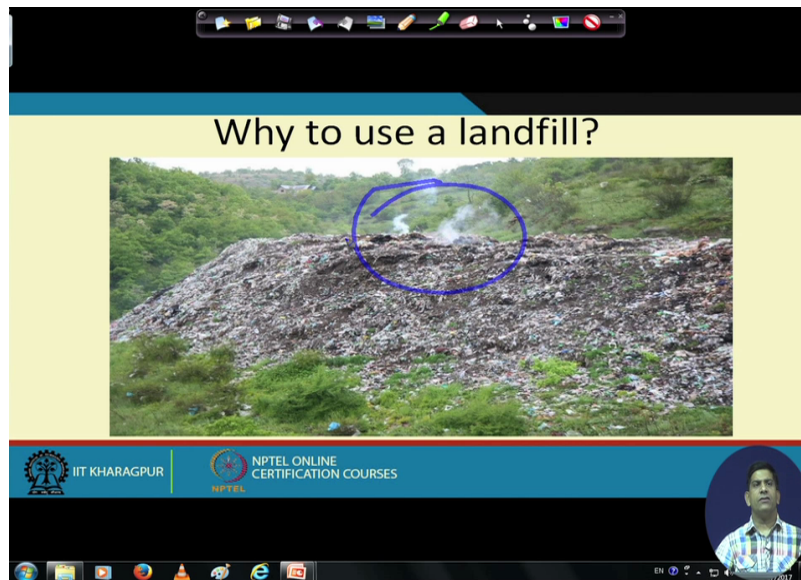 Why to use a landfill?
IIT KHARAGPUR
NPTEL
NPTEL ONLINE
CERTIFICATION COURSES
EN